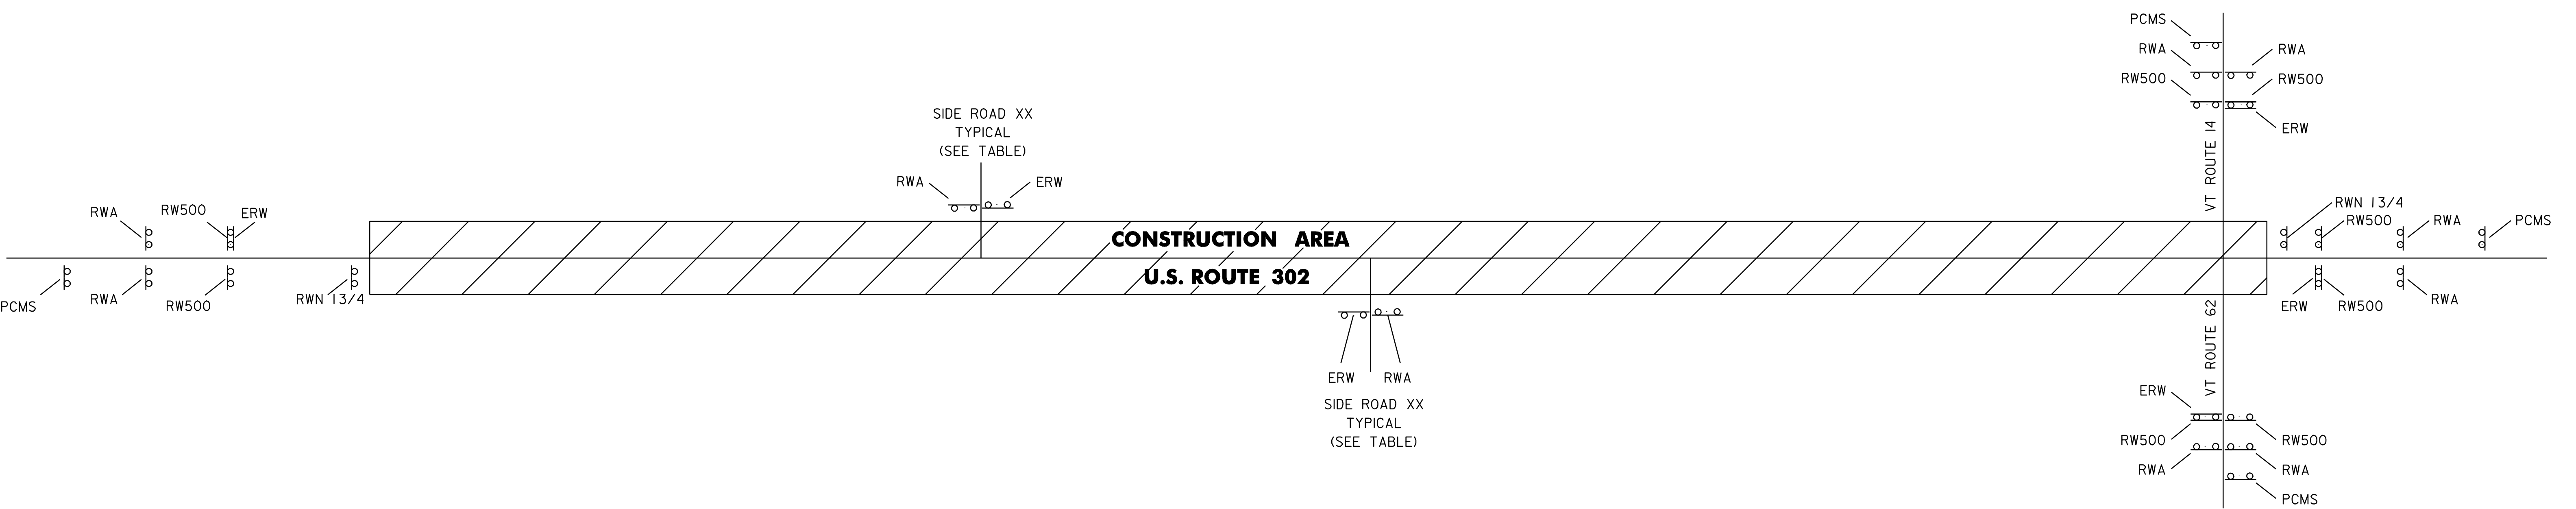 PCMS
RWA
RWA
RW500
RW500
ERW
VT ROUTE 14
SIDE ROAD XX
TYPICAL
(SEE TABLE)
RWA
ERW
RWA
RW500
ERW
PCMS
RWA
RW500
RWN 13/4
CONSTRUCTION AREA
U.S. ROUTE 302
RWN 13/4
RW500
RWA
PCMS
ERW
RW500
RWA
ERW
RWA
SIDE ROAD XX
TYPICAL
(SEE TABLE)
VT ROUTE 62
ERW
RW500
RW500
RWA
RWA
PCMS